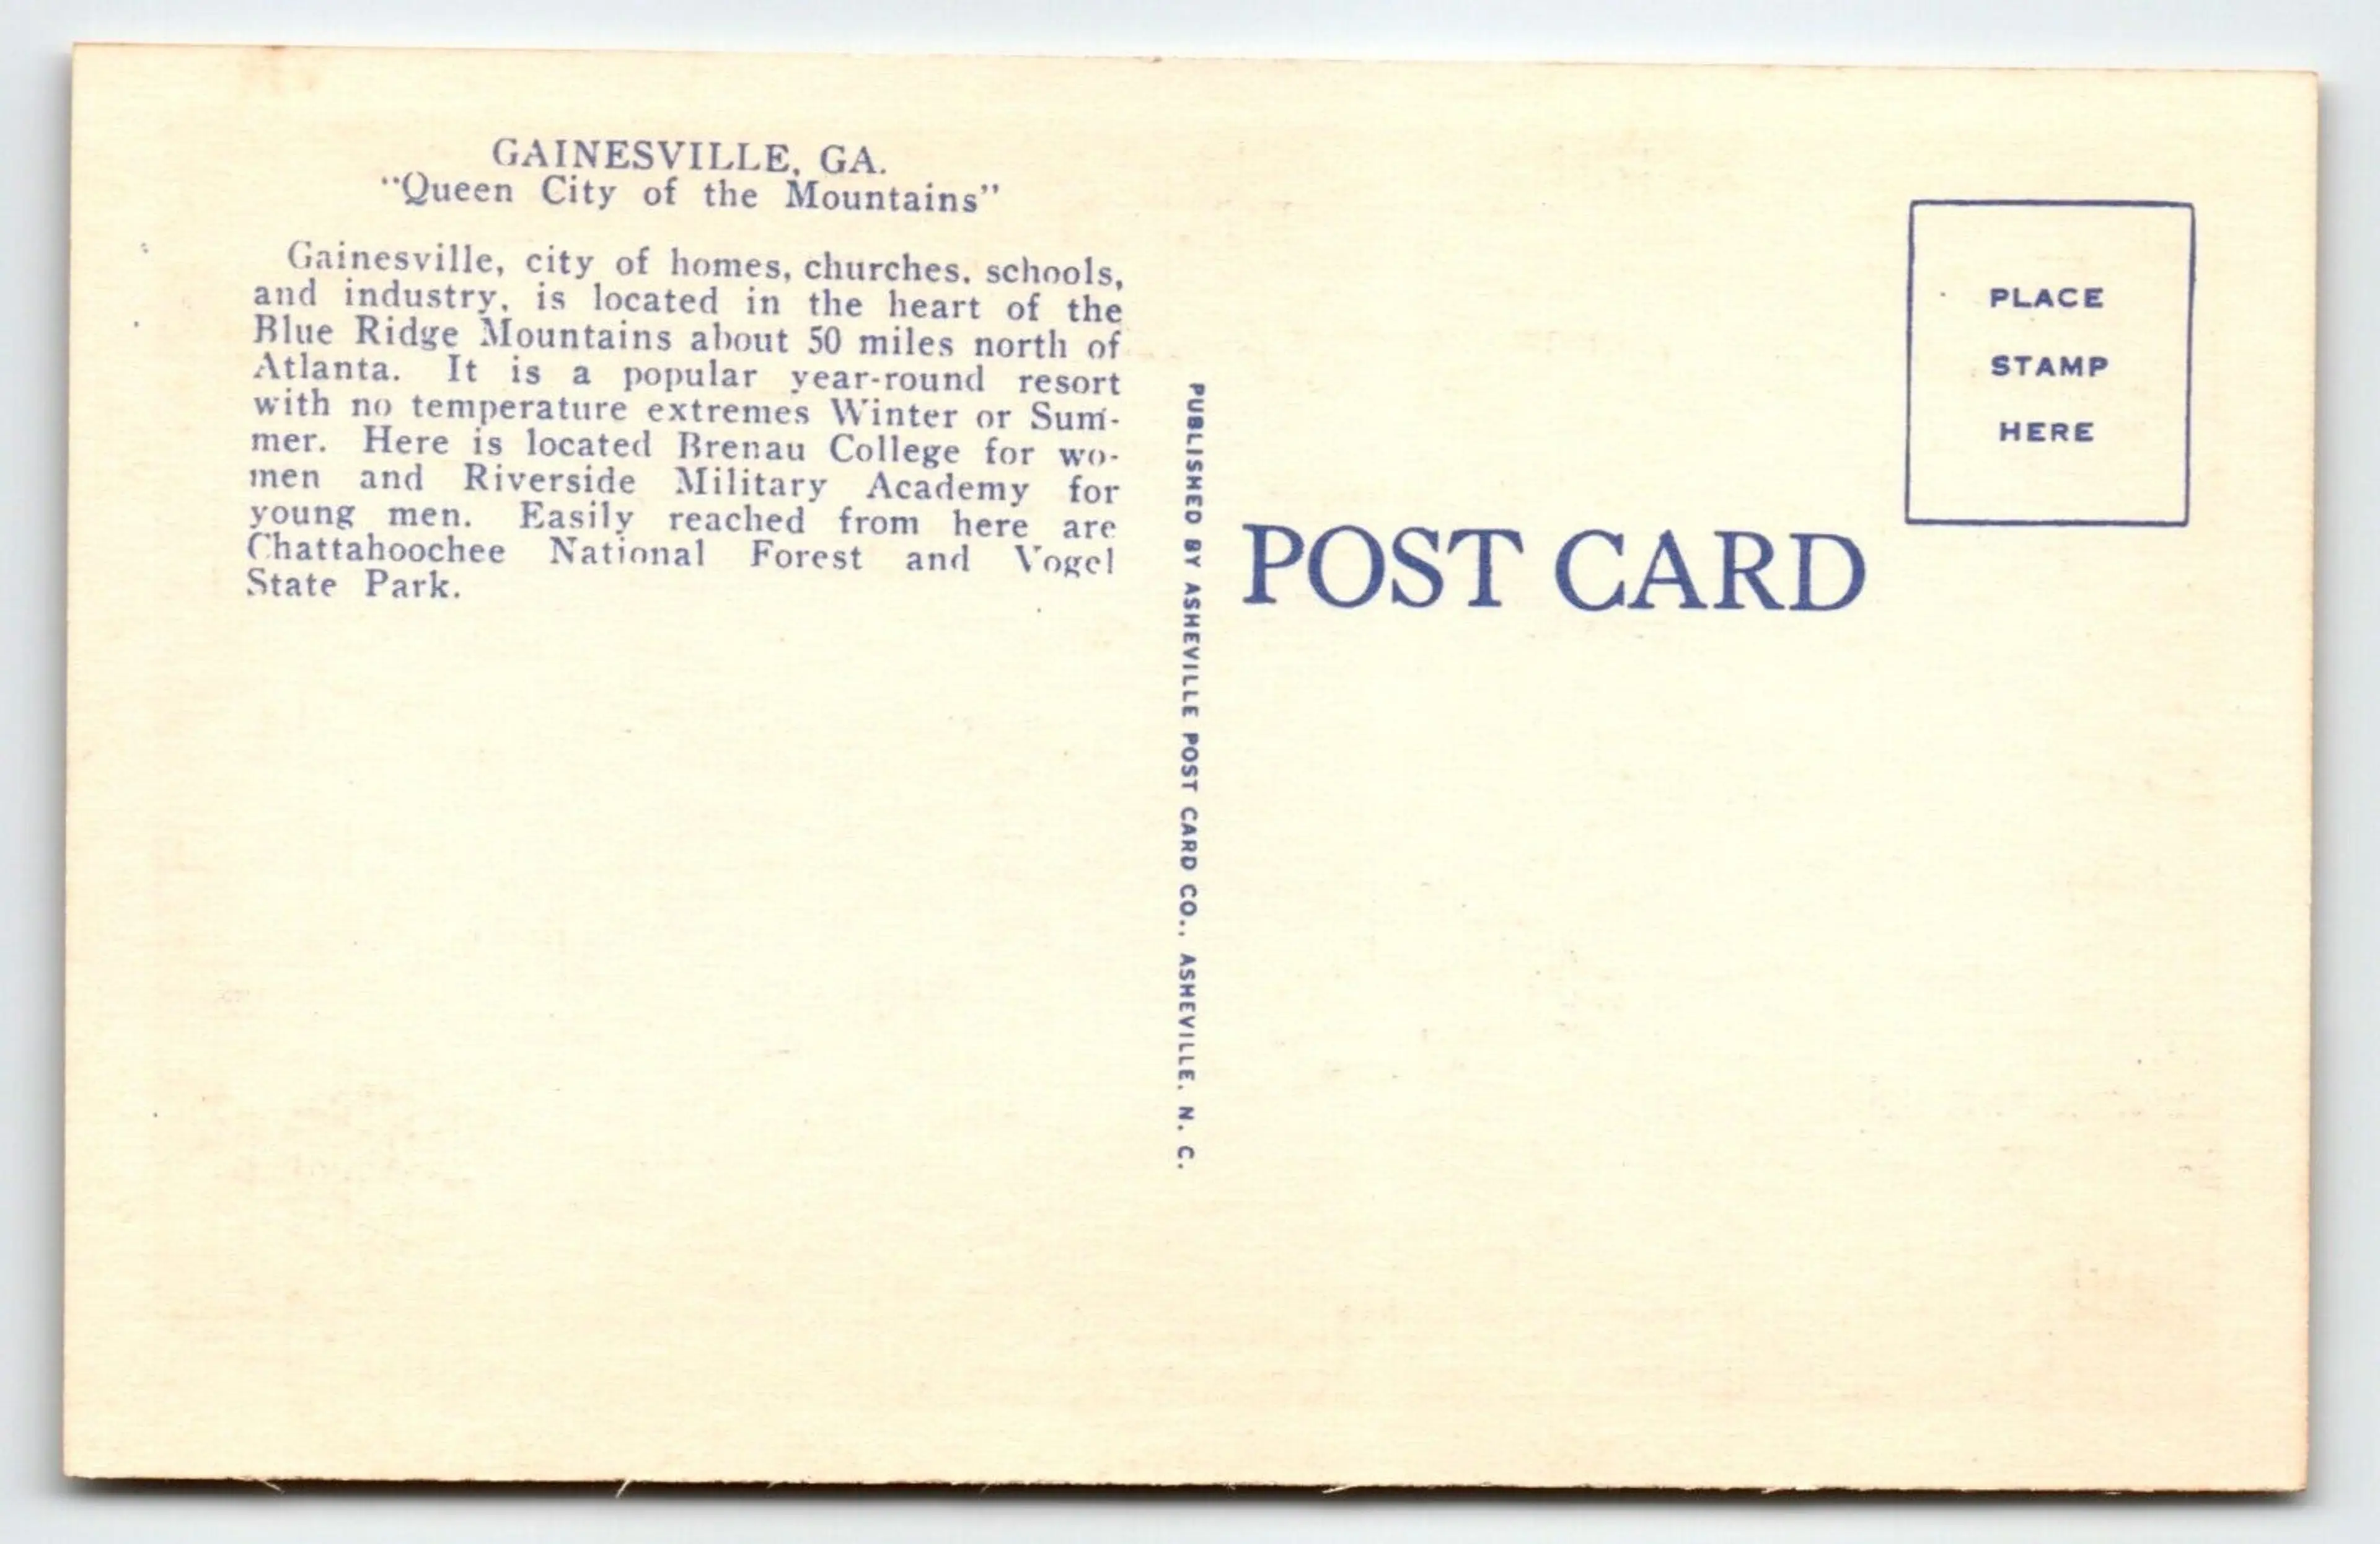 GAINESVILLE, GA.
"Queen City of the Mountains"
Gainesville, city of homes, churches, schools,
and industry, is located in the heart of the
Blue Ridge Mountains about 50 miles north of
Atlanta. It is a popular year-round resort
with no temperature extremes Winter or Sum-
mer. Here is located Brenau College for wo-
men and Riverside Military Academy for
young men. Easily reached from here are
Chattahoochee National Forest and Vogel
State Park.
PUBLISHED BY ASHEVILLE POST CARD CO., ASHEVILLE, N. C.
POST CARD
PLACE
STAMP
HERE